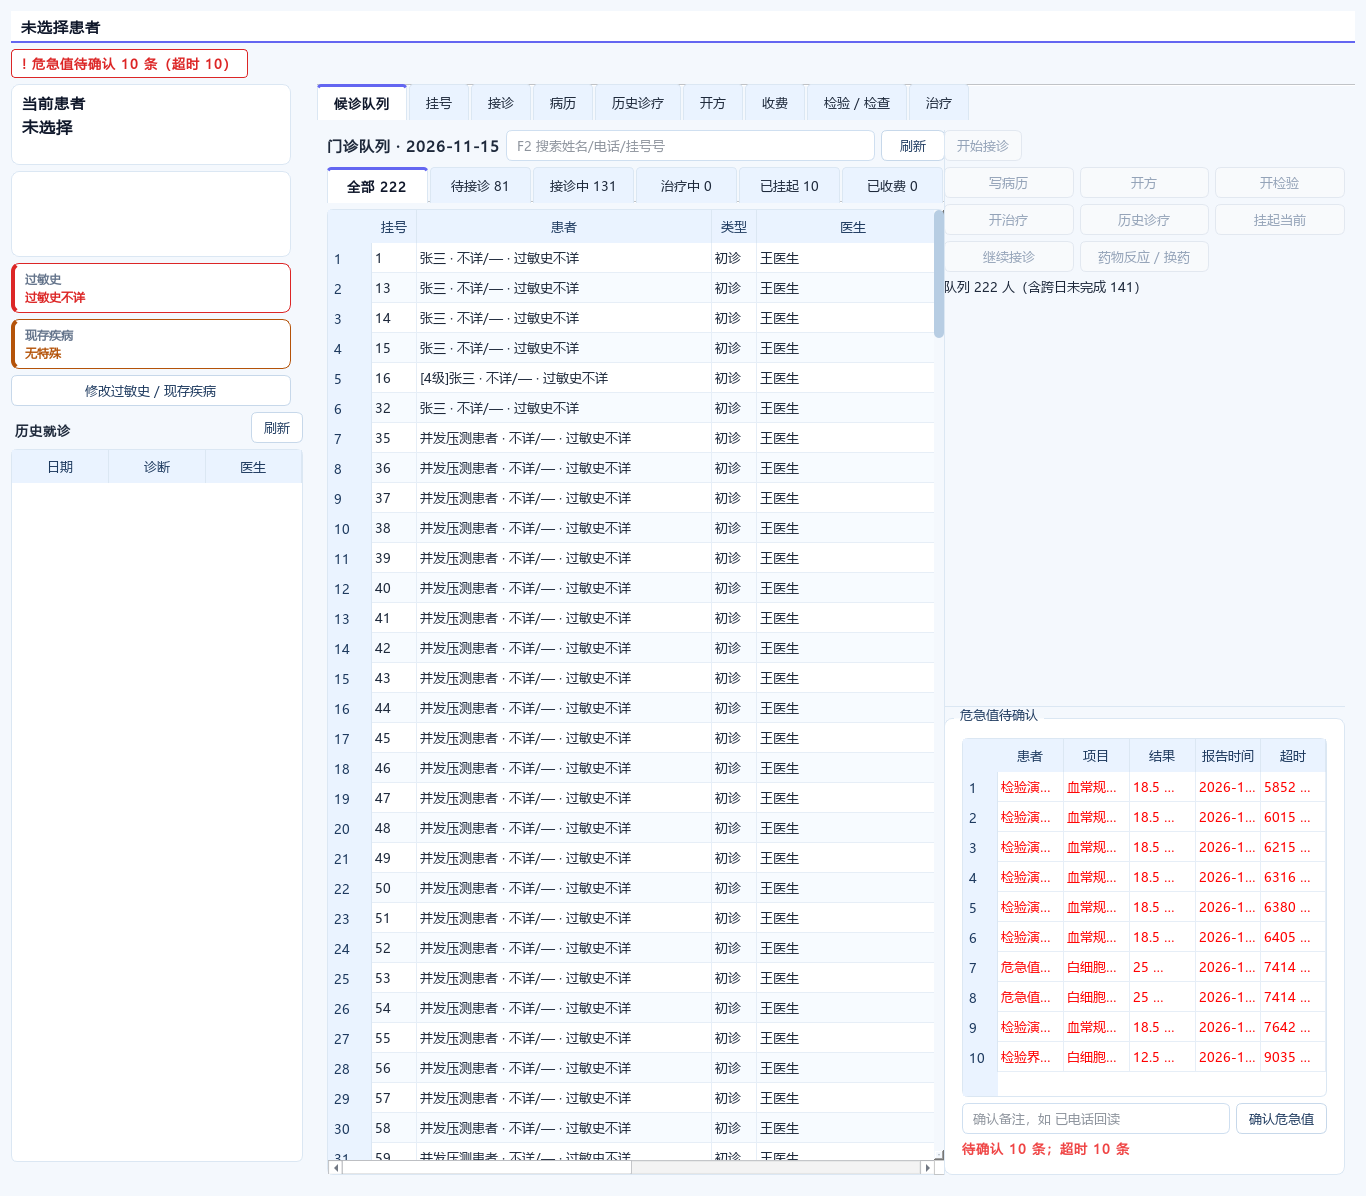 未选择患者
! 危急值待确认 10 条（超时 10）
当前患者
未选择
过敏史
过敏史不详
现存疾病
无特殊
修改过敏史 / 现存疾病
历史就诊
刷新
日期 诊断 医生
候诊队列 挂号 接诊 病历 历史诊疗 开方 收费 检验 / 检查 治疗
门诊队列 · 2026-11-15 F2 搜索姓名/电话/挂号号 刷新 开始接诊
全部 222 待接诊 81 接诊中 131 治疗中 0 已挂起 10 已收费 0
挂号 患者 类型 医生
1 1 张三 · 不详/— · 过敏史不详 初诊 王医生
2 13 张三 · 不详/— · 过敏史不详 初诊 王医生
3 14 张三 · 不详/— · 过敏史不详 初诊 王医生
4 15 张三 · 不详/— · 过敏史不详 初诊 王医生
5 16 [4级]张三 · 不详/— · 过敏史不详 初诊 王医生
6 32 张三 · 不详/— · 过敏史不详 初诊 王医生
7 35 并发压测患者 · 不详/— · 过敏史不详 初诊 王医生
8 36 并发压测患者 · 不详/— · 过敏史不详 初诊 王医生
9 37 并发压测患者 · 不详/— · 过敏史不详 初诊 王医生
10 38 并发压测患者 · 不详/— · 过敏史不详 初诊 王医生
11 39 并发压测患者 · 不详/— · 过敏史不详 初诊 王医生
12 40 并发压测患者 · 不详/— · 过敏史不详 初诊 王医生
13 41 并发压测患者 · 不详/— · 过敏史不详 初诊 王医生
14 42 并发压测患者 · 不详/— · 过敏史不详 初诊 王医生
15 43 并发压测患者 · 不详/— · 过敏史不详 初诊 王医生
16 44 并发压测患者 · 不详/— · 过敏史不详 初诊 王医生
17 45 并发压测患者 · 不详/— · 过敏史不详 初诊 王医生
18 46 并发压测患者 · 不详/— · 过敏史不详 初诊 王医生
19 47 并发压测患者 · 不详/— · 过敏史不详 初诊 王医生
20 48 并发压测患者 · 不详/— · 过敏史不详 初诊 王医生
21 49 并发压测患者 · 不详/— · 过敏史不详 初诊 王医生
22 50 并发压测患者 · 不详/— · 过敏史不详 初诊 王医生
23 51 并发压测患者 · 不详/— · 过敏史不详 初诊 王医生
24 52 并发压测患者 · 不详/— · 过敏史不详 初诊 王医生
25 53 并发压测患者 · 不详/— · 过敏史不详 初诊 王医生
26 54 并发压测患者 · 不详/— · 过敏史不详 初诊 王医生
27 55 并发压测患者 · 不详/— · 过敏史不详 初诊 王医生
28 56 并发压测患者 · 不详/— · 过敏史不详 初诊 王医生
29 57 并发压测患者 · 不详/— · 过敏史不详 初诊 王医生
30 58 并发压测患者 · 不详/— · 过敏史不详 初诊 王医生
31 59 并发压测患者 · 不详/— · 过敏史不详 初诊 王医生
写病历 开方 开检验
开治疗 历史诊疗 挂起当前
继续接诊 药物反应 / 换药
队列 222 人（含跨日未完成 141）
危急值待确认
患者 项目 结果 报告时间 超时
1 检验演... 血常规... 18.5 ... 2026-1... 5852 ...
2 检验演... 血常规... 18.5 ... 2026-1... 6015 ...
3 检验演... 血常规... 18.5 ... 2026-1... 6215 ...
4 检验演... 血常规... 18.5 ... 2026-1... 6316 ...
5 检验演... 血常规... 18.5 ... 2026-1... 6380 ...
6 检验演... 血常规... 18.5 ... 2026-1... 6405 ...
7 危急值... 白细胞... 25 ... 2026-1... 7414 ...
8 危急值... 白细胞... 25 ... 2026-1... 7414 ...
9 检验演... 血常规... 18.5 ... 2026-1... 7642 ...
10 检验界... 白细胞... 12.5 ... 2026-1... 9035 ...
确认备注，如 已电话回读 确认危急值
待确认 10 条；超时 10 条